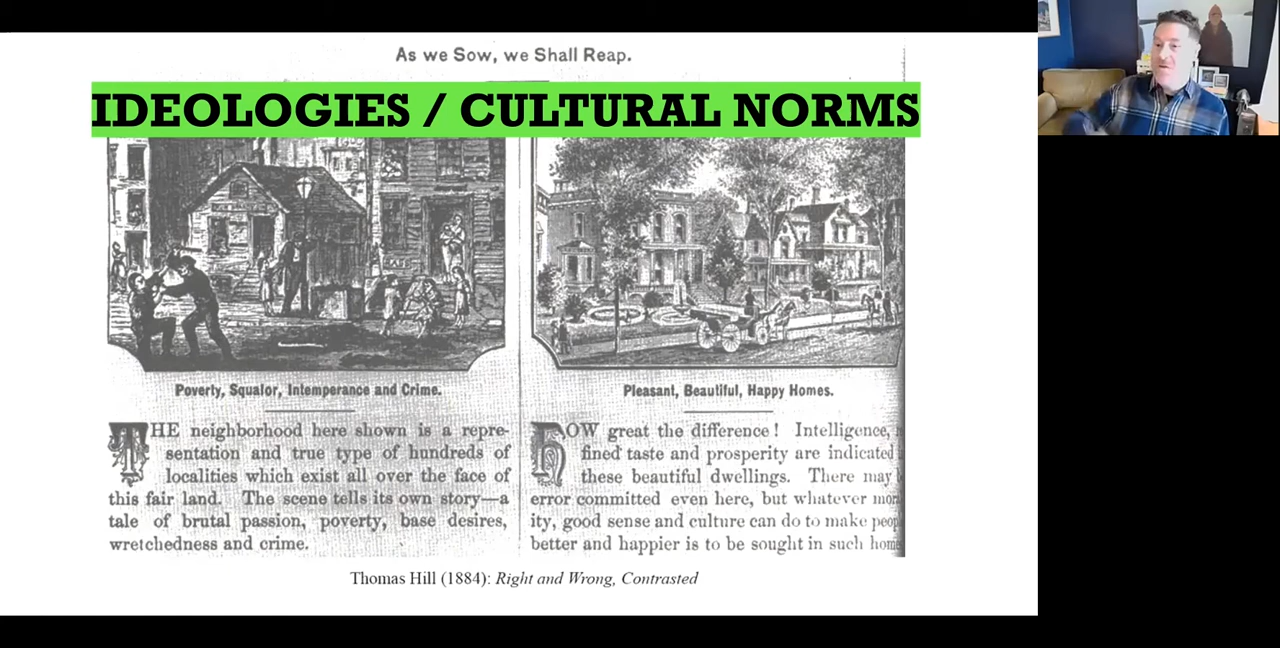 As we Sow, we Shall Reap.
IDEOLOGIES / CULTURAL NORMS
Poverty, Squalor, Intemperance and Crime.
THE neighborhood here shown is a repre-
sentation and true type of hundreds of
localities which exist all over the face of
this fair land. The scene tells its own story—a
tale of brutal passion, poverty, base desires,
wretchedness and crime.
Pleasant, Beautiful, Happy Homes.
HOW great the difference! Intelligence,
fined taste and prosperity are indicated
these beautiful dwellings. There may
error committed even here, but whatever mor
ity, good sense and culture can do to make peop
better and happier is to be sought in such hom
Thomas Hill (1884): Right and Wrong, Contrasted